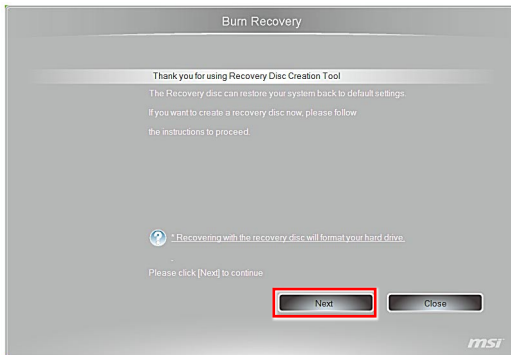 Burn Recovery
Thank you for using Recovery Disc Creation Tool
The Recovery disc can restore your system back to default settings.
If you want to create a recovery disc now, please follow
the instructions to proceed.
* Recovering with the recovery disc will format your hard drive.
.
Please click [Next] to continue
Next
Close
msi